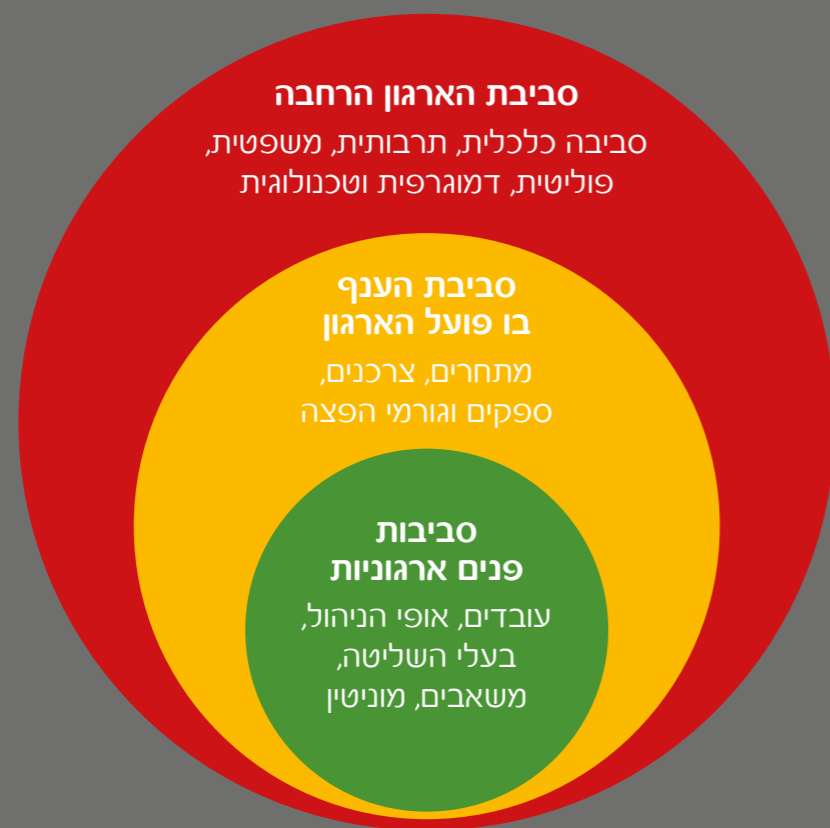 סביבת הארגון הרחבה
סביבה כלכלית, תרבותית, משפטית,
פוליטית, דמוגרפית וטכנולוגית
סביבת הענף
בו פועל הארגון
מתחרים, צרכנים,
ספקים וגורמי הפצה
סביבות
פנים ארגוניות
עובדים, אופי הניהול,
בעלי השליטה,
משאבים, מוניטין